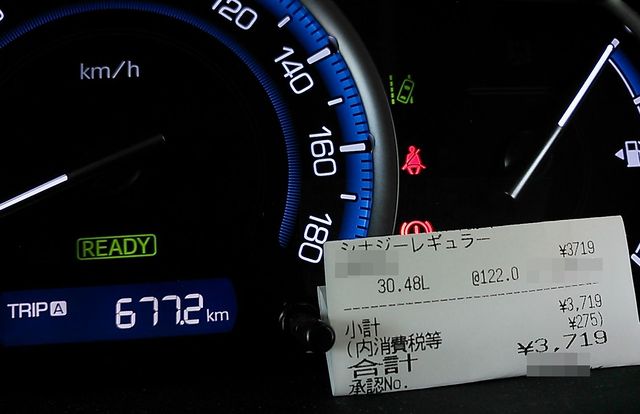 120
km/h
140
160
180
READY
TRIP A 677.2 km
シナジーレギュラー
¥3719
30.48L @122.0
¥3,719
小計
¥275)
(内消費税等
合計 ¥3,719
承認No.